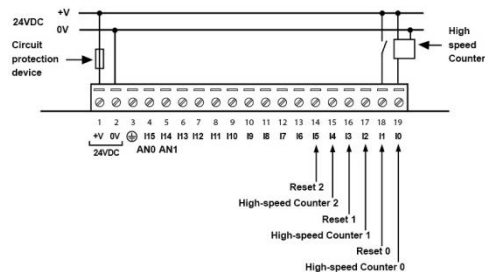 +V
24VDC
0V
Circuit
protection
device
High
speed
Counter
1 2 3 4 5 6 7 8 9 10 11 12 13 14 15 16 17 18 19
+V 0V I15 I14 I13 I12 I11 I10 I9 I8 I7 I6 I5 I4 I3 I2 I1 I0
24VDC
AN0 AN1
Reset 2
High-speed Counter 2
Reset 1
High-speed Counter 1
Reset 0
High-speed Counter 0